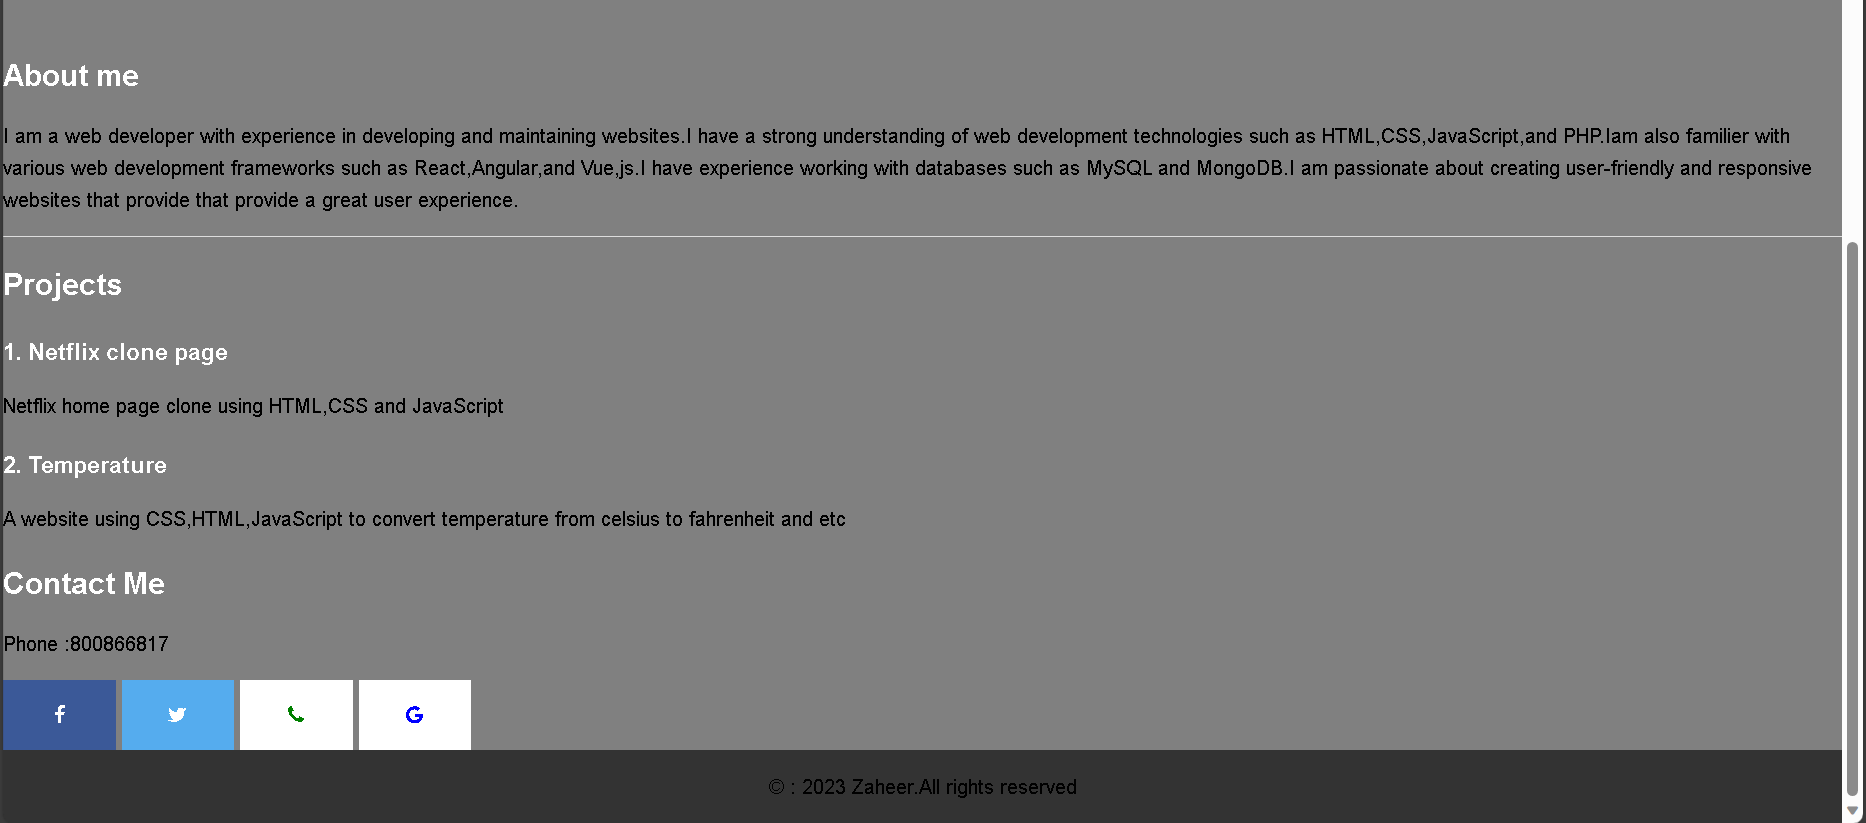 About me
I am a web developer with experience in developing and maintaining websites.I have a strong understanding of web development technologies such as HTML,CSS,JavaScript,and PHP.Iam also familier with
various web development frameworks such as React,Angular,and Vue,js.I have experience working with databases such as MySQL and MongoDB.I am passionate about creating user-friendly and responsive
websites that provide that provide a great user experience.
Projects
1. Netflix clone page
Netflix home page clone using HTML,CSS and JavaScript
2. Temperature
A website using CSS,HTML,JavaScript to convert temperature from celsius to fahrenheit and etc
Contact Me
Phone :800866817
© : 2023 Zaheer.All rights reserved